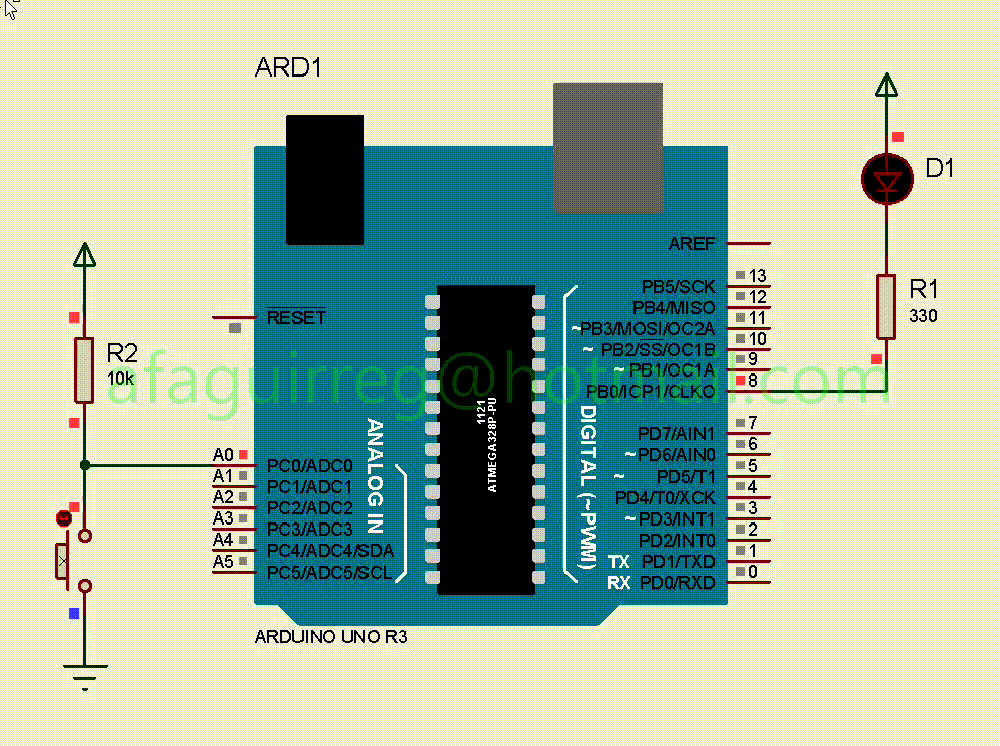 ARD1
D1
AREF
13
PB5/SCK
12
PB4/MISO
11
~PB3/MOSI/OC2A
10
~ PB2/SS/OC1B
9
~ PB1/OC1A
8
PB0/ICP1/CLKO
7
PD7/AIN1
6
~PD6/AIN0
5
~ PD5/T1
4
PD4/T0/XCK
3
~PD3/INT1
2
PD2/INT0
1
TX PD1/TXD
0
RX PD0/RXD
RESET
R1
330
R2
10k
afaguirreg@hotmail.com
A0 PC0/ADC0
A1 PC1/ADC1
A2 PC2/ADC2
A3 PC3/ADC3
A4 PC4/ADC4/SDA
A5 PC5/ADC5/SCL
ANALOG IN
1121
ATMEGA328P-PU
DIGITAL (~PWM)
ARDUINO UNO R3